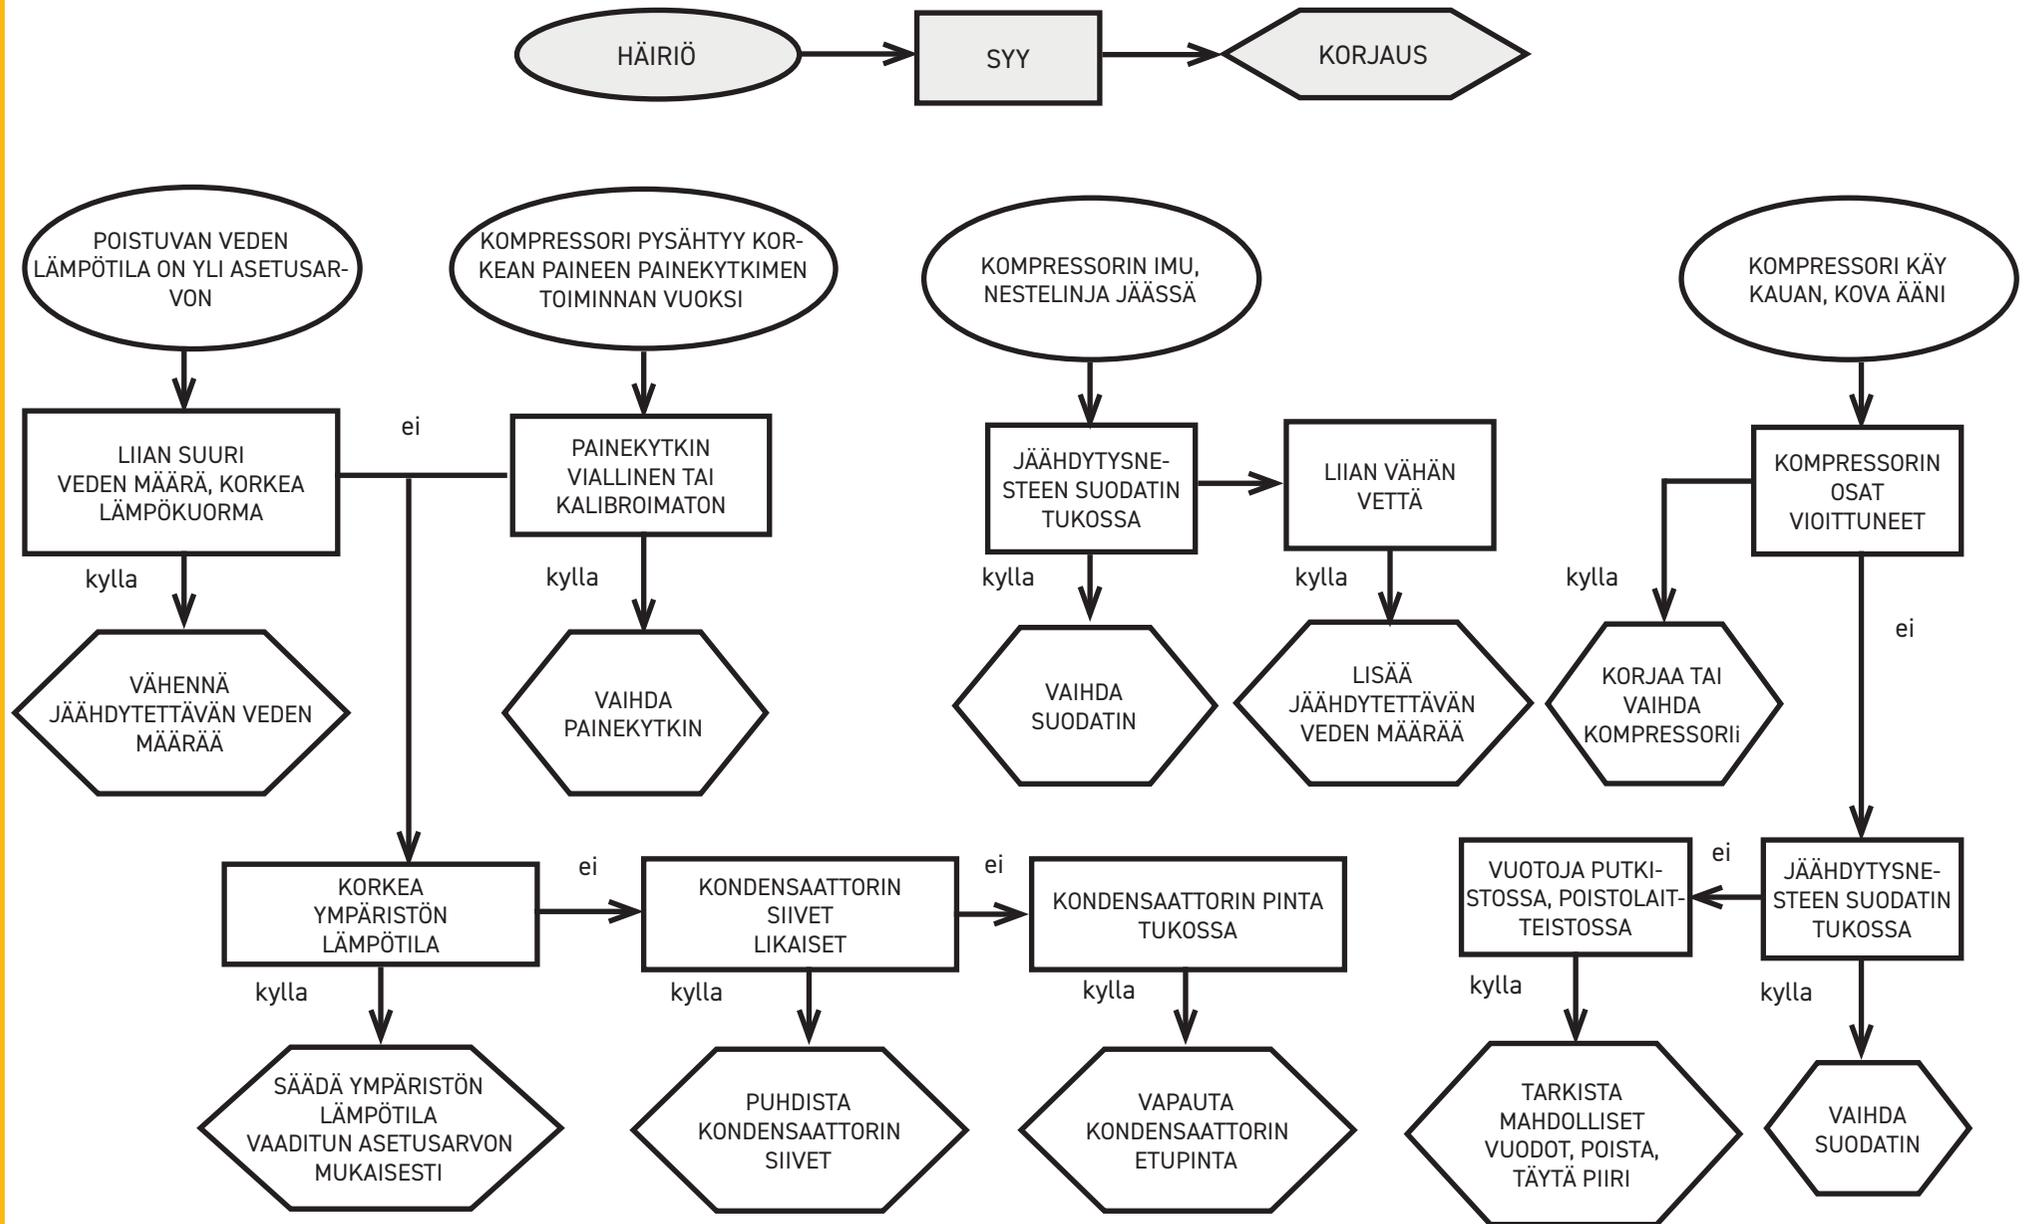 HÄIRIÖ
SYY
KORJAUS
POISTUVAN VEDEN
LÄMPÖTILA ON YLI ASETUSAR-
VON
KOMPRESSORI PYSÄHTYY KOR-
KEAN PAINEEN PAINEKYTKIMEN
TOIMINNAN VUOKSI
KOMPRESSORIN IMU,
NESTELINJA JÄÄSSÄ
KOMPRESSORI KÄY
KAUAN, KOVA ÄÄNI
LIIAN SUURI
VEDEN MÄÄRÄ, KORKEA
LÄMPÖKUORMA
ei
PAINEKYTKIN
VIALLINEN TAI
KALIBROIMATON
JÄÄHDYTYSNE-
STEEN SUODATIN
TUKOSSA
LIIAN VÄHÄN
VETTÄ
KOMPRESSORIN
OSAT
VIOITTUNEET
kylla
kylla
kylla
kylla
kylla
ei
VÄHENNÄ
JÄÄHDYTETTÄVÄN VEDEN
MÄÄRÄÄ
VAIHDA
PAINEKYTKIN
VAIHDA
SUODATIN
LISÄÄ
JÄÄHDYTETTÄVÄN
VEDEN MÄÄRÄÄ
KORJAA TAI
VAIHDA
KOMPRESSORIi
KORKEA
YMPÄRISTÖN
LÄMPÖTILA
ei
KONDENSAATTORIN
SIIVET
LIKAISET
ei
KONDENSAATTORIN PINTA
TUKOSSA
VUOTOJA PUTKI-
STOSSA, POISTOLAIT-
TEISTOSSA
ei
JÄÄHDYTYSNE-
STEEN SUODATIN
TUKOSSA
kylla
kylla
kylla
kylla
kylla
SÄÄDÄ YMPÄRISTÖN
LÄMPÖTILA
VAADITUN ASETUSARVON
MUKAISESTI
PUHDISTA
KONDENSAATTORIN
SIIVET
VAPAUTA
KONDENSAATTORIN
ETUPINTA
TARKISTA
MAHDOLLISET
VUODOT, POISTA,
TÄYTÄ PIIRI
VAIHDA
SUODATIN